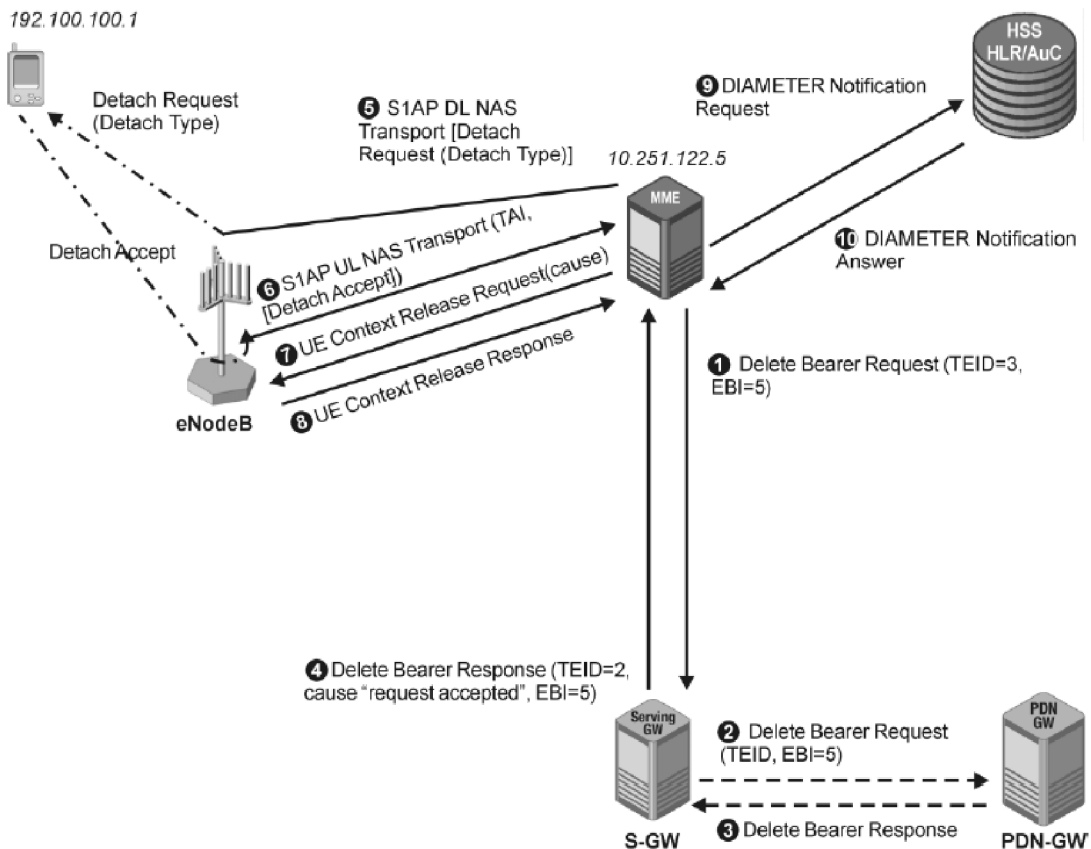 192.100.100.1
HSS
HLR/AuC
Detach Request
(Detach Type)
❺ S1AP DL NAS
Transport [Detach
Request (Detach Type)]
❾ DIAMETER Notification
Request
10.251.122.5
MME
Detach Accept
❿ DIAMETER Notification
Answer
❻ S1AP UL NAS Transport (TAI,
[Detach Accept])
❼ UE Context Release Request(cause)
❽ UE Context Release Response
eNodeB
❶ Delete Bearer Request (TEID=3,
EBI=5)
❹ Delete Bearer Response (TEID=2,
cause “request accepted”, EBI=5)
Serving
GW
PDN
GW
❷ Delete Bearer Request
(TEID, EBI=5)
❸ Delete Bearer Response
S-GW
PDN-GW